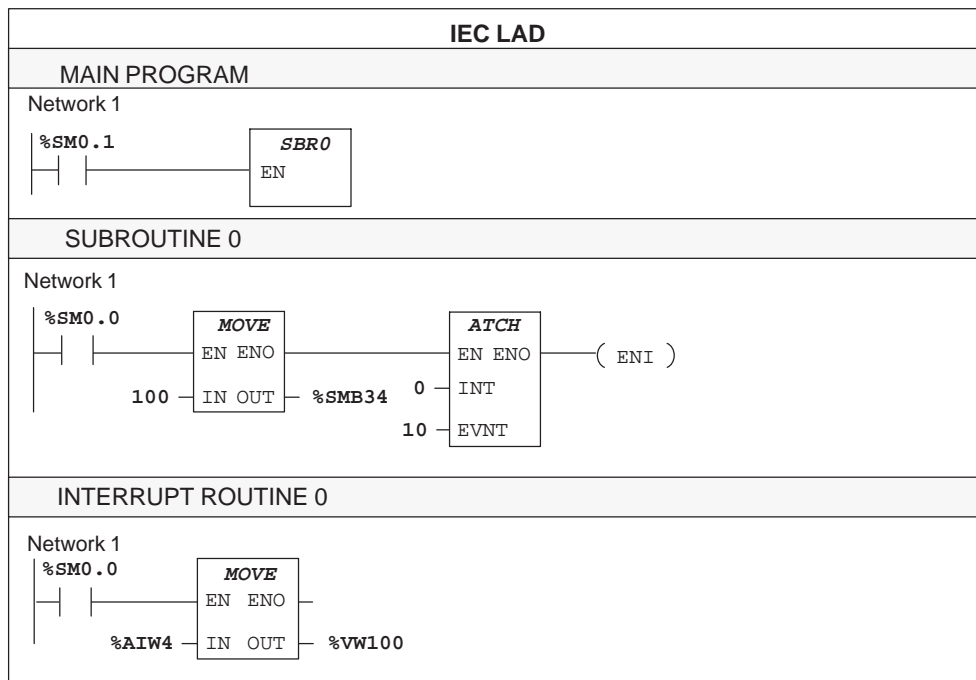 IEC LAD
MAIN PROGRAM
Network 1
%SM0.1
SBR0
EN
SUBROUTINE 0
Network 1
%SM0.0
MOVE
ATCH
EN ENO
EN ENO
( ENI )
100
IN OUT
%SMB34
0
INT
10
EVNT
INTERRUPT ROUTINE 0
Network 1
%SM0.0
MOVE
EN ENO
%AIW4
IN OUT
%VW100